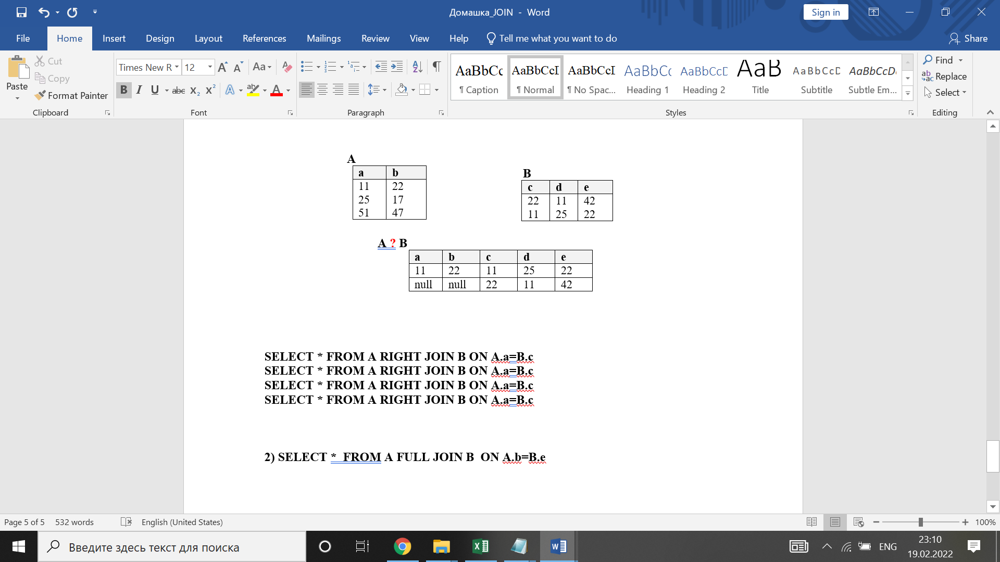 Домашка_JOIN - Word
Sign in
File Home Insert Design Layout References Mailings Review View Help Tell me what you want to do Share
Paste
Cut
Copy
Format Painter
Clipboard
Times New R 12
Font
Paragraph
AaBbCc AaBbCcI AaBbCcI AaBbCc AaBbCcD AaB AaBbCcD AaBbCcDt
¶ Caption ¶ Normal ¶ No Spac... Heading 1 Heading 2 Title Subtitle Subtle Em...
Styles
Find
Replace
Select
Editing
A
a b
11 22
25 17
51 47
B
c d e
22 11 42
11 25 22
A ? B
a b c d e
11 22 11 25 22
null null 22 11 42
SELECT * FROM A RIGHT JOIN B ON A.a=B.c
SELECT * FROM A RIGHT JOIN B ON A.a=B.c
SELECT * FROM A RIGHT JOIN B ON A.a=B.c
SELECT * FROM A RIGHT JOIN B ON A.a=B.c
2) SELECT * FROM A FULL JOIN B ON A.b=B.e
Page 5 of 5 532 words English (United States) 100%
Введите здесь текст для поиска
ENG
23:10
19.02.2022